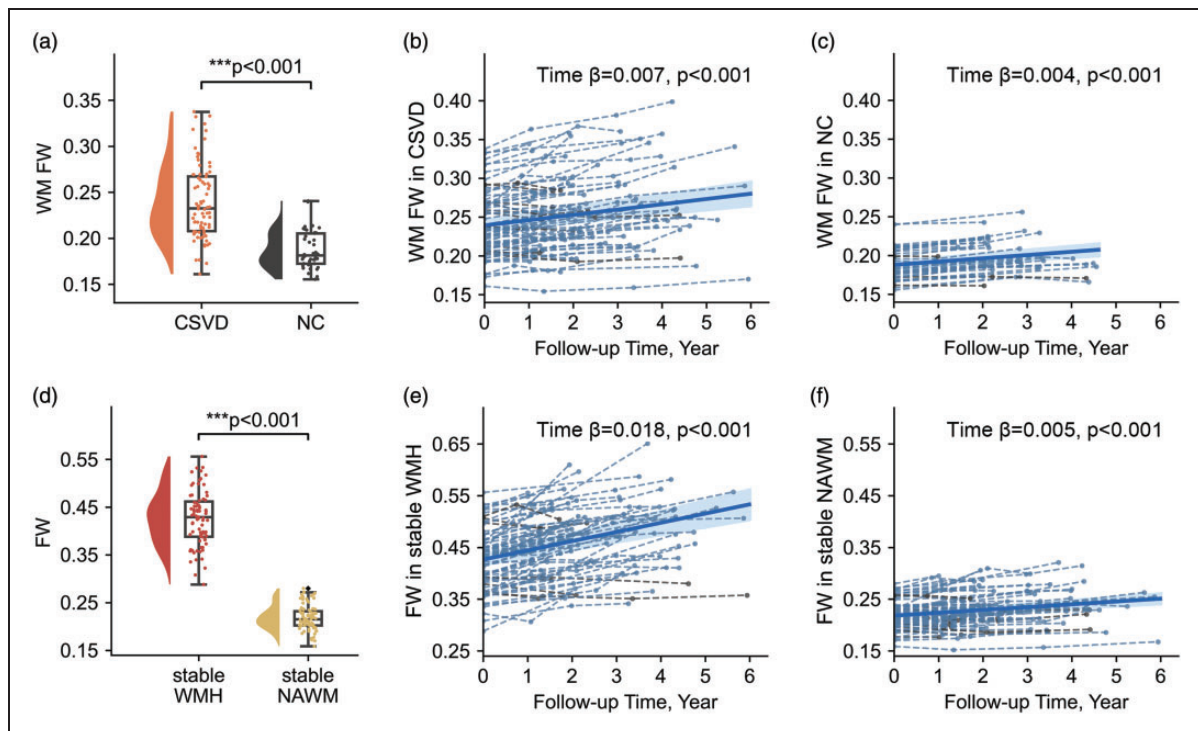 (a)
***p<0.001
WM FW
0.40
0.35
0.30
0.25
0.20
0.15
CSVD
NC
(b)
Time β=0.007, p<0.001
WM FW in CSVD
0.40
0.35
0.30
0.25
0.20
0.15
0 1 2 3 4 5 6
Follow-up Time, Year
(c)
Time β=0.004, p<0.001
WM FW in NC
0.40
0.35
0.30
0.25
0.20
0.15
0 1 2 3 4 5 6
Follow-up Time, Year
(d)
***p<0.001
FW
0.55
0.45
0.35
0.25
0.15
stable
WMH
stable
NAWM
(e)
Time β=0.018, p<0.001
FW in stable WMH
0.65
0.55
0.45
0.35
0.25
0 1 2 3 4 5 6
Follow-up Time, Year
(f)
Time β=0.005, p<0.001
FW in stable NAWM
0.55
0.45
0.35
0.25
0.15
0 1 2 3 4 5 6
Follow-up Time, Year